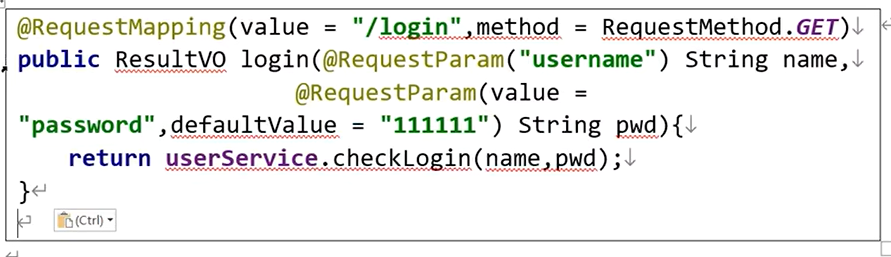 @RequestMapping(value = "/login",method = RequestMethod.GET)↓
public ResultVO login(@RequestParam("username") String name,↓
@RequestParam(value =
"password",defaultValue = "111111") String pwd){↓
return userService.checkLogin(name,pwd);↓
}↵
(Ctrl)